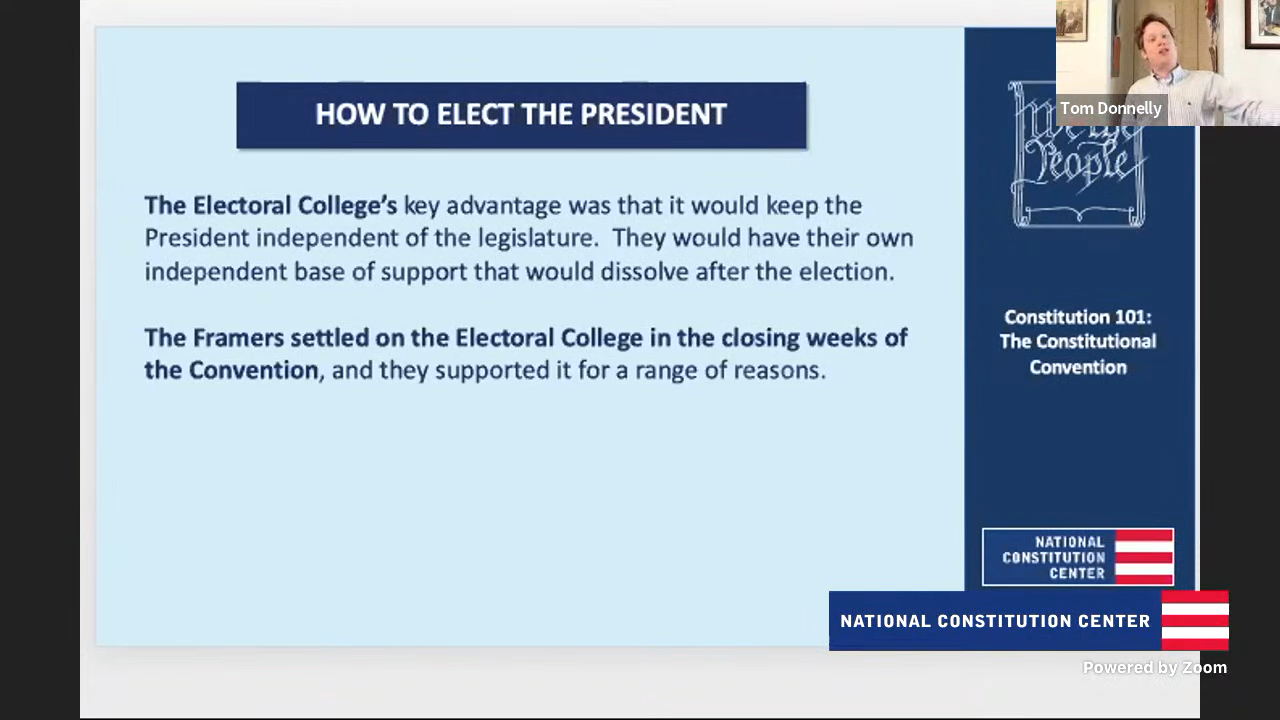 HOW TO ELECT THE PRESIDENT
The Electoral College's key advantage was that it would keep the
President independent of the legislature.  They would have their own
independent base of support that would dissolve after the election.
The Framers settled on the Electoral College in the closing weeks of
the Convention, and they supported it for a range of reasons.
Tom Donnelly
We the
People
Constitution 101:
The Constitutional
Convention
NATIONAL
CONSTITUTION
CENTER
NATIONAL CONSTITUTION CENTER
Powered by Zoom